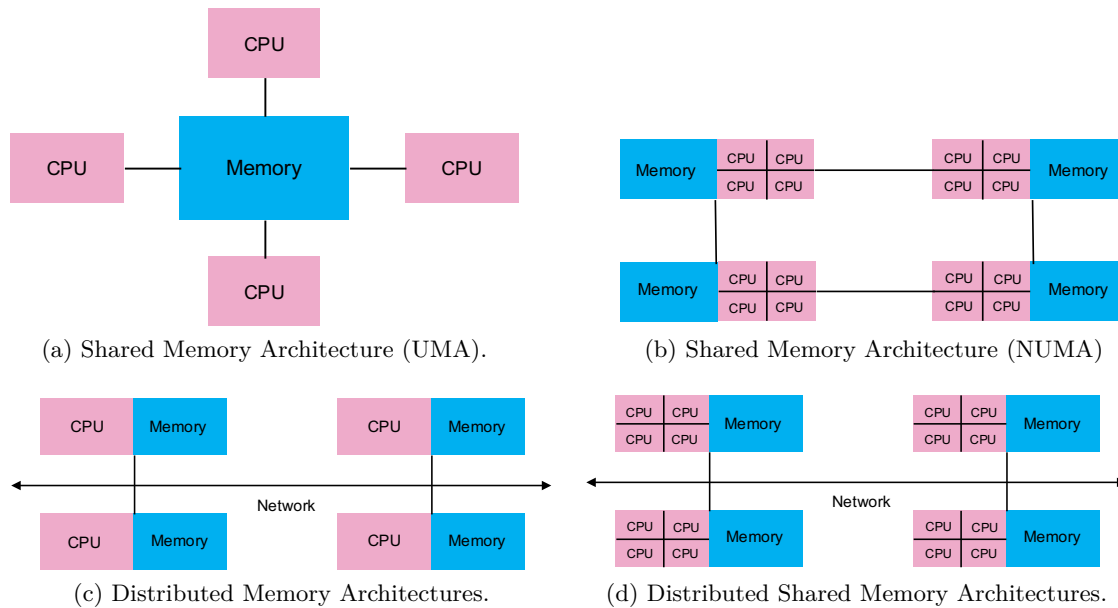 CPU
CPU Memory CPU
CPU
(a) Shared Memory Architecture (UMA).
Memory CPU CPU CPU CPU Memory
CPU CPU CPU CPU
Memory CPU CPU CPU CPU Memory
CPU CPU CPU CPU
(b) Shared Memory Architecture (NUMA)
CPU Memory CPU Memory
Network
CPU Memory CPU Memory
(c) Distributed Memory Architectures.
CPU CPU Memory CPU CPU Memory
CPU CPU CPU CPU
Network
CPU CPU Memory CPU CPU Memory
CPU CPU CPU CPU
(d) Distributed Shared Memory Architectures.